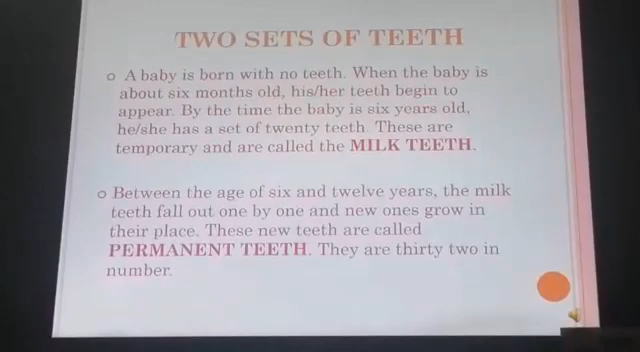 TWO SETS OF TEETH
A baby is born with no teeth. When the baby is
about six months old, his/her teeth begin to
appear. By the time the baby is six years old,
he/she has a set of twenty teeth. These are
temporary and are called the MILK TEETH.
Between the age of six and twelve years, the milk
teeth fall out one by one and new ones grow in
their place. These new teeth are called
PERMANENT TEETH. They are thirty two in
number.